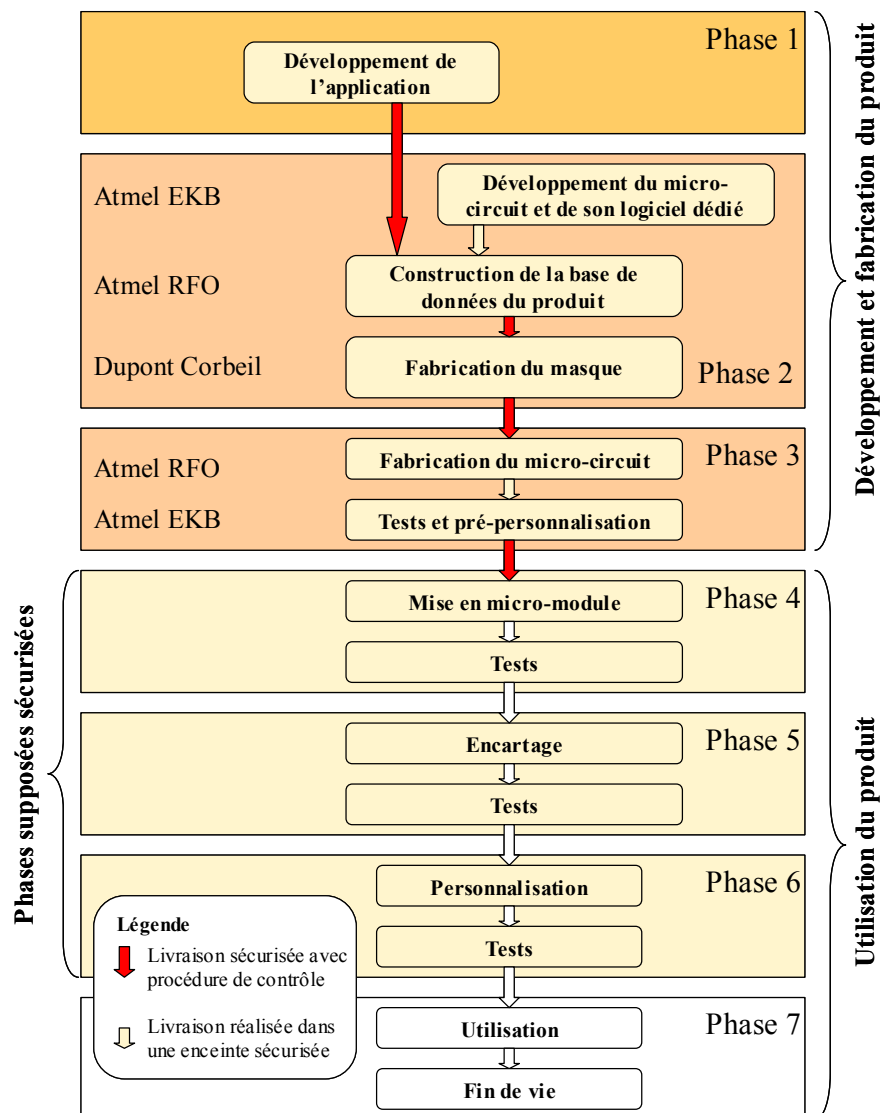 Phase 1
Développement de
l'application
Développement et fabrication du produit
Atmel EKB
Développement du micro-
circuit et de son logiciel dédié
Atmel RFO
Construction de la base de
données du produit
Dupont Corbeil
Fabrication du masque
Phase 2
Phase 3
Atmel RFO
Fabrication du micro-circuit
Atmel EKB
Tests et pré-personnalisation
Phases supposées sécurisées
Phase 4
Mise en micro-module
Tests
Utilisation du produit
Phase 5
Encartage
Tests
Phase 6
Personnalisation
Tests
Légende
Livraison sécurisée avec
procédure de contrôle
Livraison réalisée dans
une enceinte sécurisée
Phase 7
Utilisation
Fin de vie